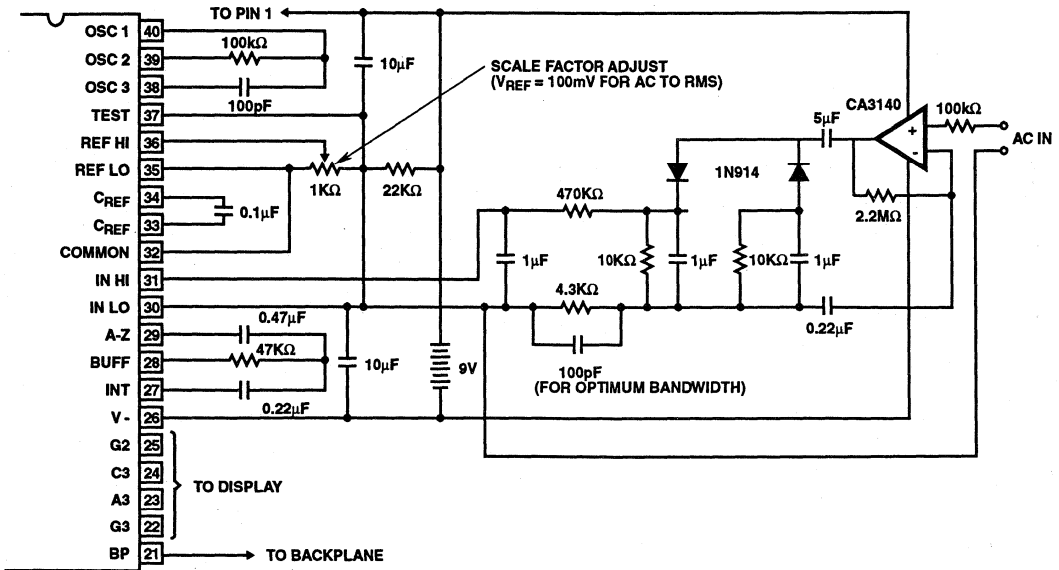 TO PIN 1
OSC 1 40
100kΩ
OSC 2 39
OSC 3 38
100pF
TEST 37
REF HI 36
REF LO 35
1KΩ
22KΩ
CREF 34
0.1µF
CREF 33
COMMON 32
IN HI 31
IN LO 30
0.47µF
A-Z 29
47KΩ
BUFF 28
INT 27
0.22µF
V - 26
G2 25
C3 24
A3 23
G3 22
TO DISPLAY
BP 21
TO BACKPLANE
10µF
SCALE FACTOR ADJUST
(VREF = 100mV FOR AC TO RMS)
CA3140
100kΩ
+
-
AC IN
5µF
1N914
2.2MΩ
470KΩ
1µF
10KΩ
1µF
10KΩ
1µF
4.3KΩ
0.22µF
100pF
(FOR OPTIMUM BANDWIDTH)
10µF
9V